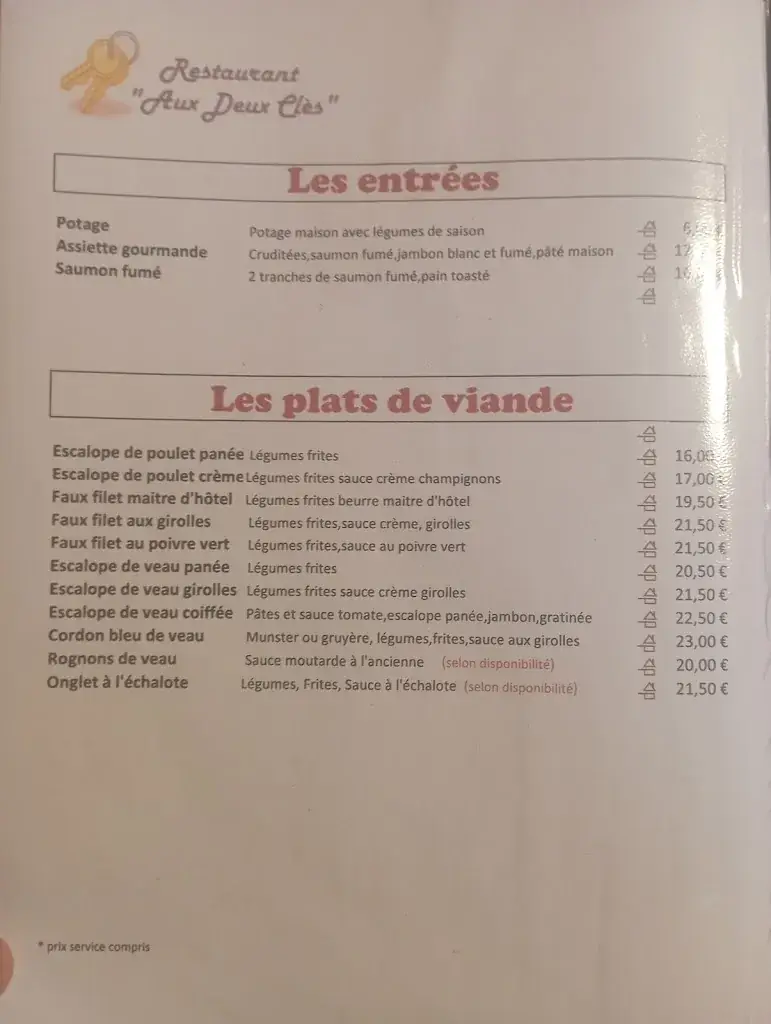 Restaurant
"Aux Deux Clès"
Les entrées
Potage Potage maison avec légumes de saison
Assiette gourmande Crudités,saumon fumé,jambon blanc et fumé,pâté maison
Saumon fumé 2 tranches de saumon fumé,pain toasté
Les plats de viande
Escalope de poulet panée Légumes frites 16,00
Escalope de poulet crème Légumes frites sauce crème champignons 17,00
Faux filet maitre d'hôtel Légumes frites beurre maitre d'hôtel 19,50 €
Faux filet aux girolles Légumes frites,sauce crème, girolles 21,50 €
Faux filet au poivre vert Légumes frites,sauce au poivre vert 21,50 €
Escalope de veau panée Légumes frites 20,50 €
Escalope de veau girolles Légumes frites sauce crème girolles 21,50 €
Escalope de veau coiffée Pâtes et sauce tomate,escalope panée,jambon,gratinée 22,50 €
Cordon bleu de veau Munster ou gruyère, légumes,frites,sauce aux girolles 23,00 €
Rognons de veau Sauce moutarde à l'ancienne (selon disponibilité) 20,00 €
Onglet à l'échalote Légumes, Frites, Sauce à l'échalote (selon disponibilité) 21,50 €
* prix service compris